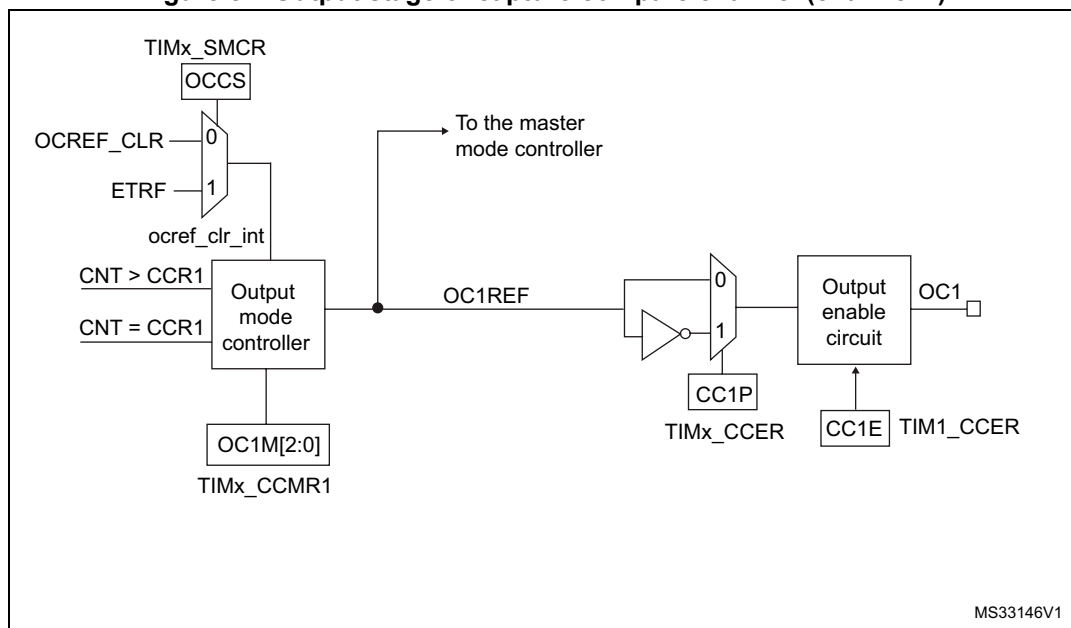 TIMx_SMCR
OCCS
OCREF_CLR
0
ETRF
1
ocref_clr_int
To the master
mode controller
CNT > CCR1
CNT = CCR1
Output
mode
controller
OC1M[2:0]
TIMx_CCMR1
OC1REF
0
1
CC1P
TIMx_CCER
Output
enable
circuit
OC1
CC1E
TIM1_CCER
MS33146V1